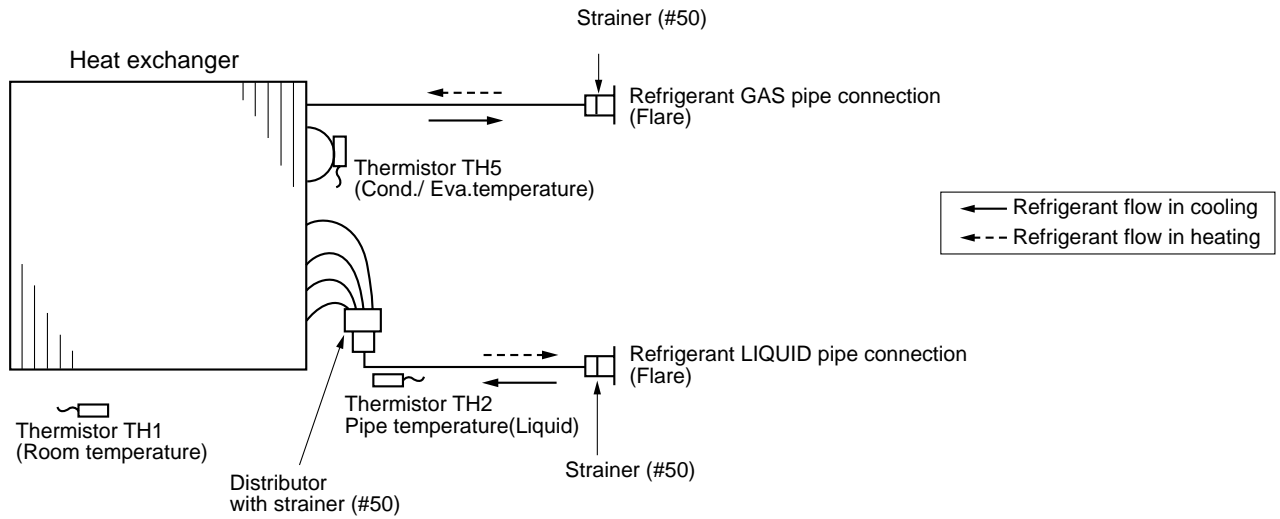 Strainer (#50)
Heat exchanger
Refrigerant GAS pipe connection
(Flare)
Thermistor TH5
(Cond./ Eva.temperature)
Refrigerant flow in cooling
Refrigerant flow in heating
Refrigerant LIQUID pipe connection
(Flare)
Thermistor TH2
Pipe temperature(Liquid)
Thermistor TH1
(Room temperature)
Strainer (#50)
Distributor
with strainer (#50)